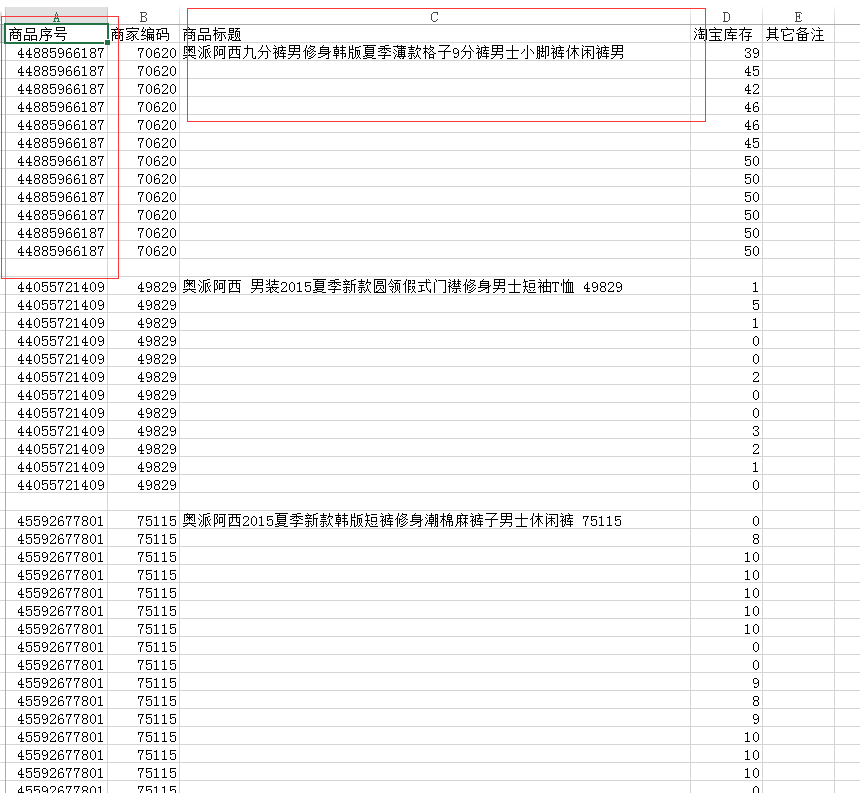 A B C D E
商品序号 商家编码 商品标题 淘宝库存 其它备注
44885966187 70620 奥派阿西九分裤男修身韩版夏季薄款格子9分裤男士小脚裤休闲裤男 39
44885966187 70620 45
44885966187 70620 42
44885966187 70620 46
44885966187 70620 46
44885966187 70620 45
44885966187 70620 50
44885966187 70620 50
44885966187 70620 50
44885966187 70620 50
44885966187 70620 50
44885966187 70620 50
44055721409 49829 奥派阿西 男装2015夏季新款圆领假式门襟修身男士短袖T恤 49829 1
44055721409 49829 5
44055721409 49829 1
44055721409 49829 0
44055721409 49829 0
44055721409 49829 2
44055721409 49829 0
44055721409 49829 0
44055721409 49829 3
44055721409 49829 2
44055721409 49829 1
44055721409 49829 0
45592677801 75115 奥派阿西2015夏季新款韩版短裤修身潮棉麻裤子男士休闲裤 75115 0
45592677801 75115 8
45592677801 75115 10
45592677801 75115 10
45592677801 75115 10
45592677801 75115 10
45592677801 75115 10
45592677801 75115 0
45592677801 75115 0
45592677801 75115 9
45592677801 75115 8
45592677801 75115 9
45592677801 75115 10
45592677801 75115 10
45592677801 75115 10
45592677801 75115 0